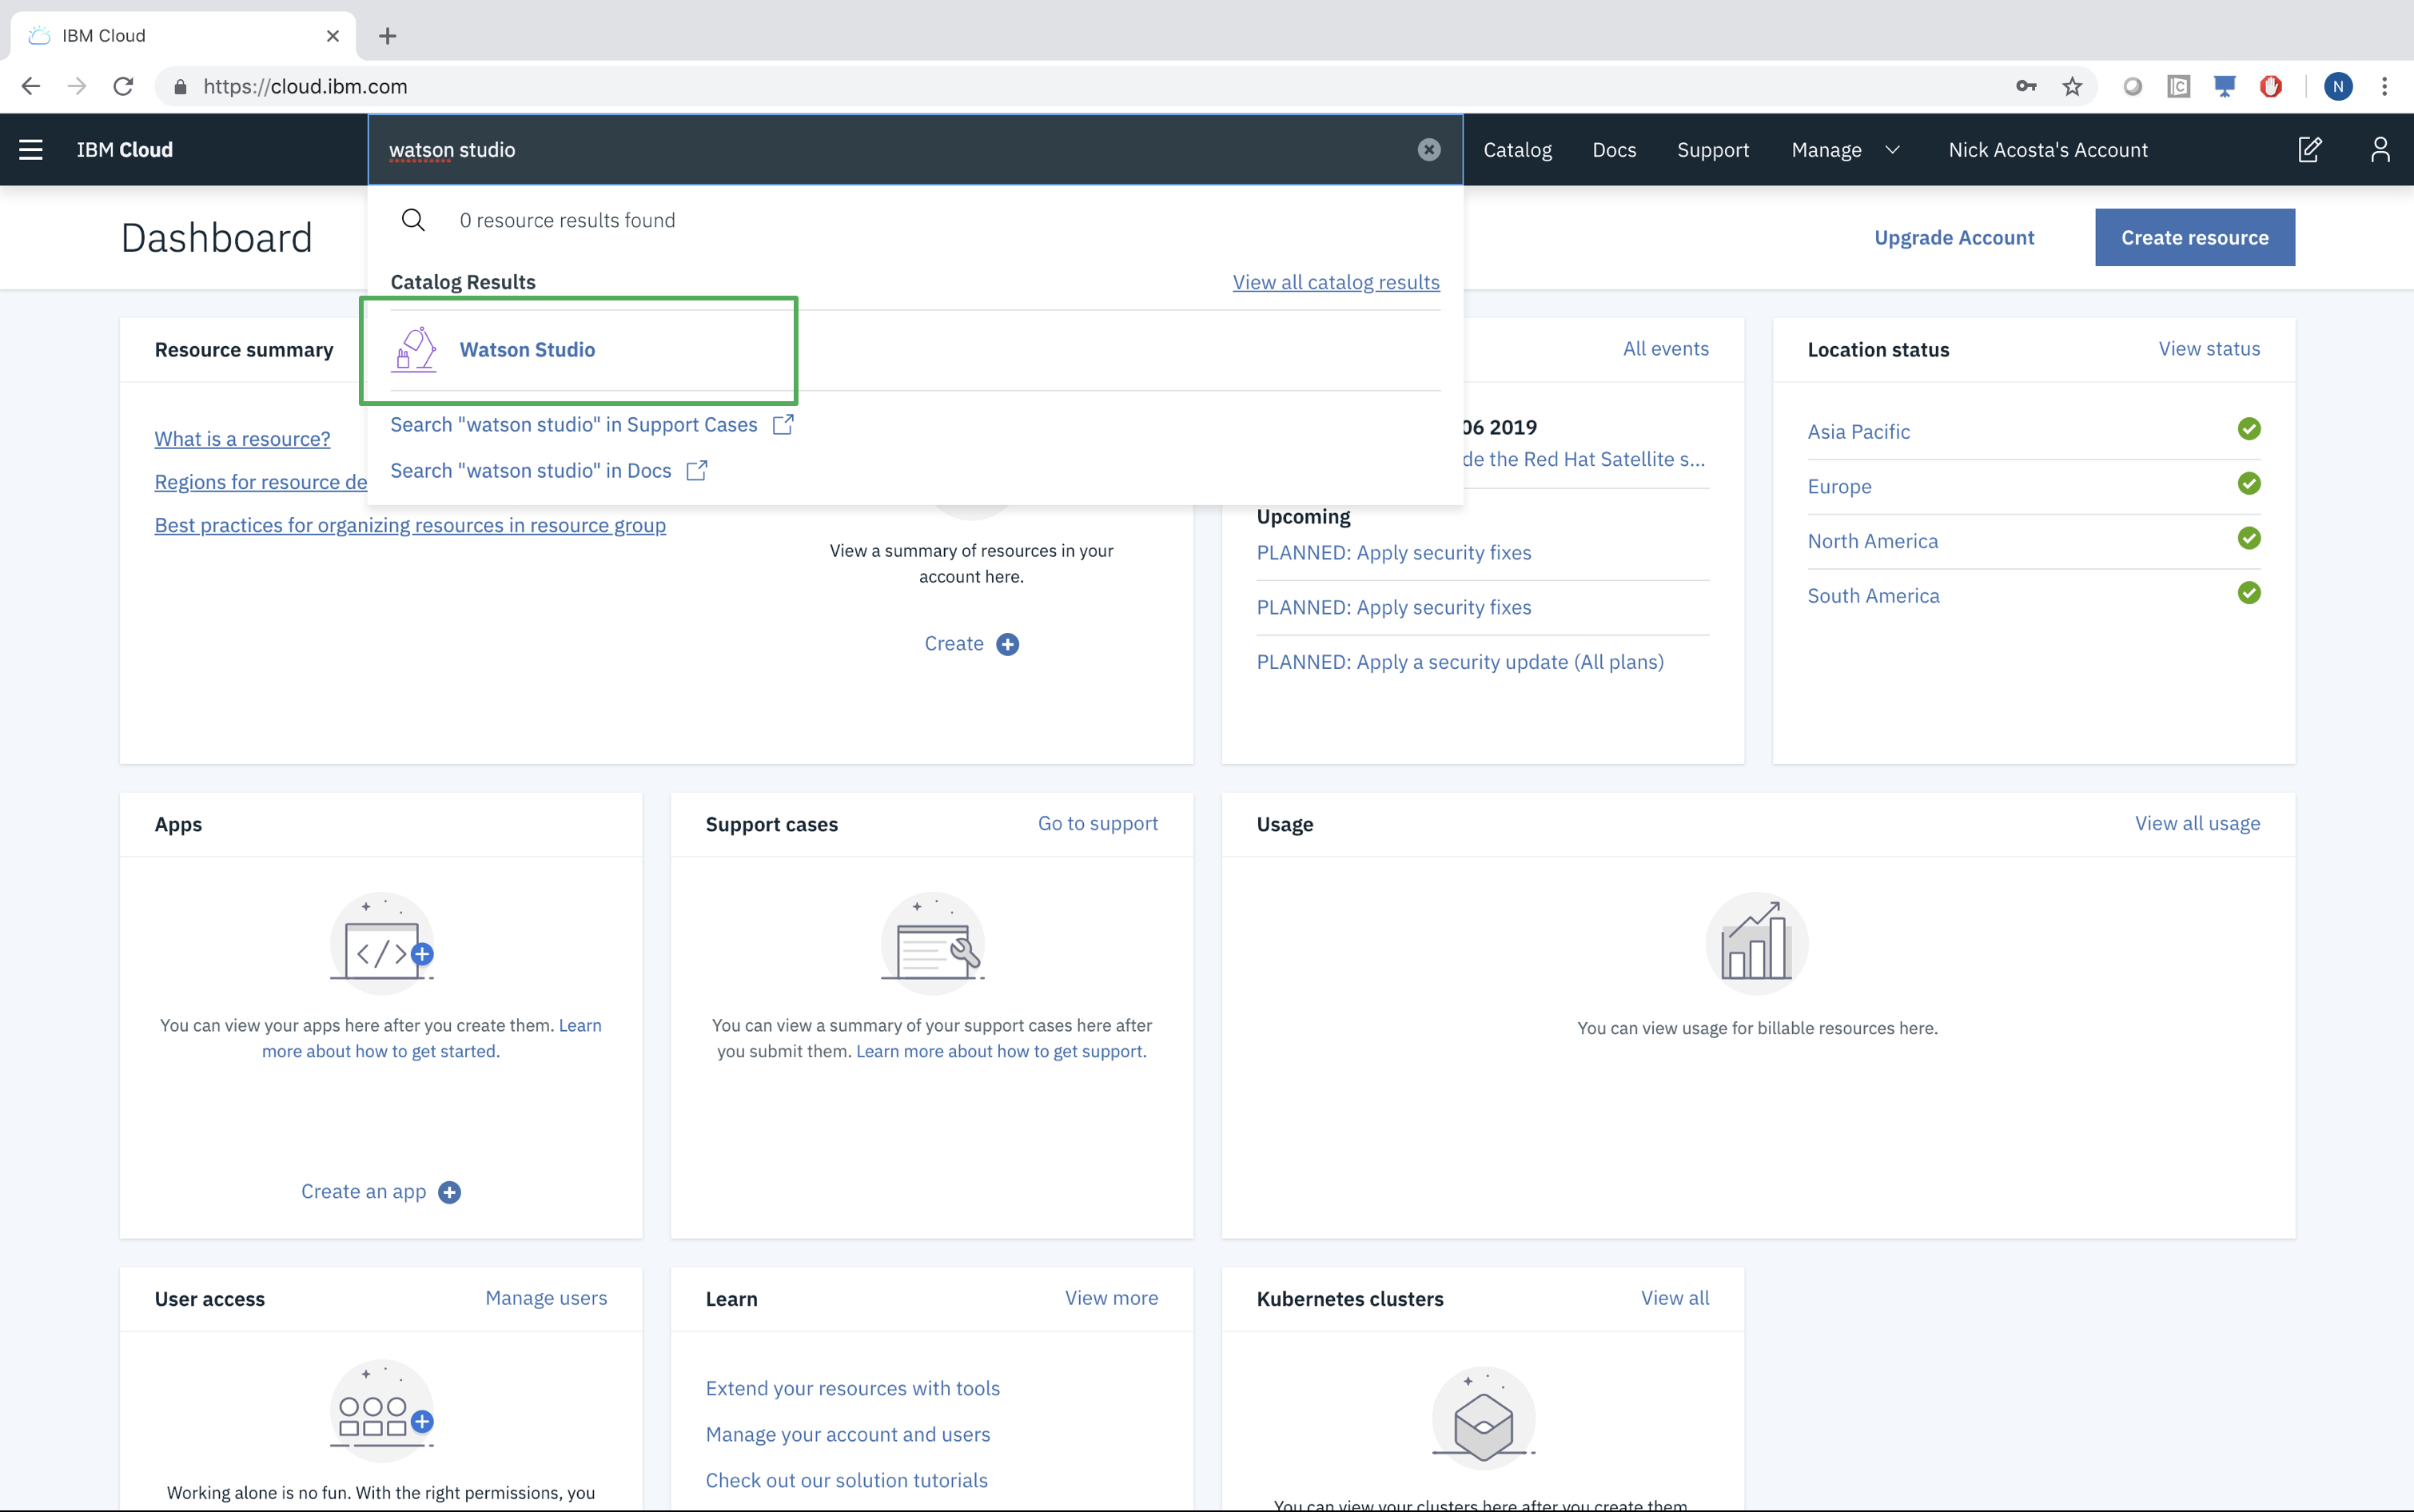 IBM Cloud
https://cloud.ibm.com
N
IBM Cloud
watson studio
Catalog
Docs
Support
Manage
Nick Acosta's Account
Dashboard
0 resource results found
Upgrade Account
Create resource
Catalog Results
View all catalog results
Watson Studio
Search "watson studio" in Support Cases
Search "watson studio" in Docs
Resource summary
What is a resource?
Regions for resource de
Best practices for organizing resources in resource group
View a summary of resources in your
account here.
Create
All events
06 2019
de the Red Hat Satellite s...
Upcoming
PLANNED: Apply security fixes
PLANNED: Apply security fixes
PLANNED: Apply a security update (All plans)
Location status
View status
Asia Pacific
Europe
North America
South America
Apps
You can view your apps here after you create them. Learn
more about how to get started.
Create an app
Support cases
Go to support
You can view a summary of your support cases here after
you submit them. Learn more about how to get support.
Usage
View all usage
You can view usage for billable resources here.
User access
Manage users
Working alone is no fun. With the right permissions, you
Learn
View more
Extend your resources with tools
Manage your account and users
Check out our solution tutorials
Kubernetes clusters
View all
You can view your clusters here after you create them